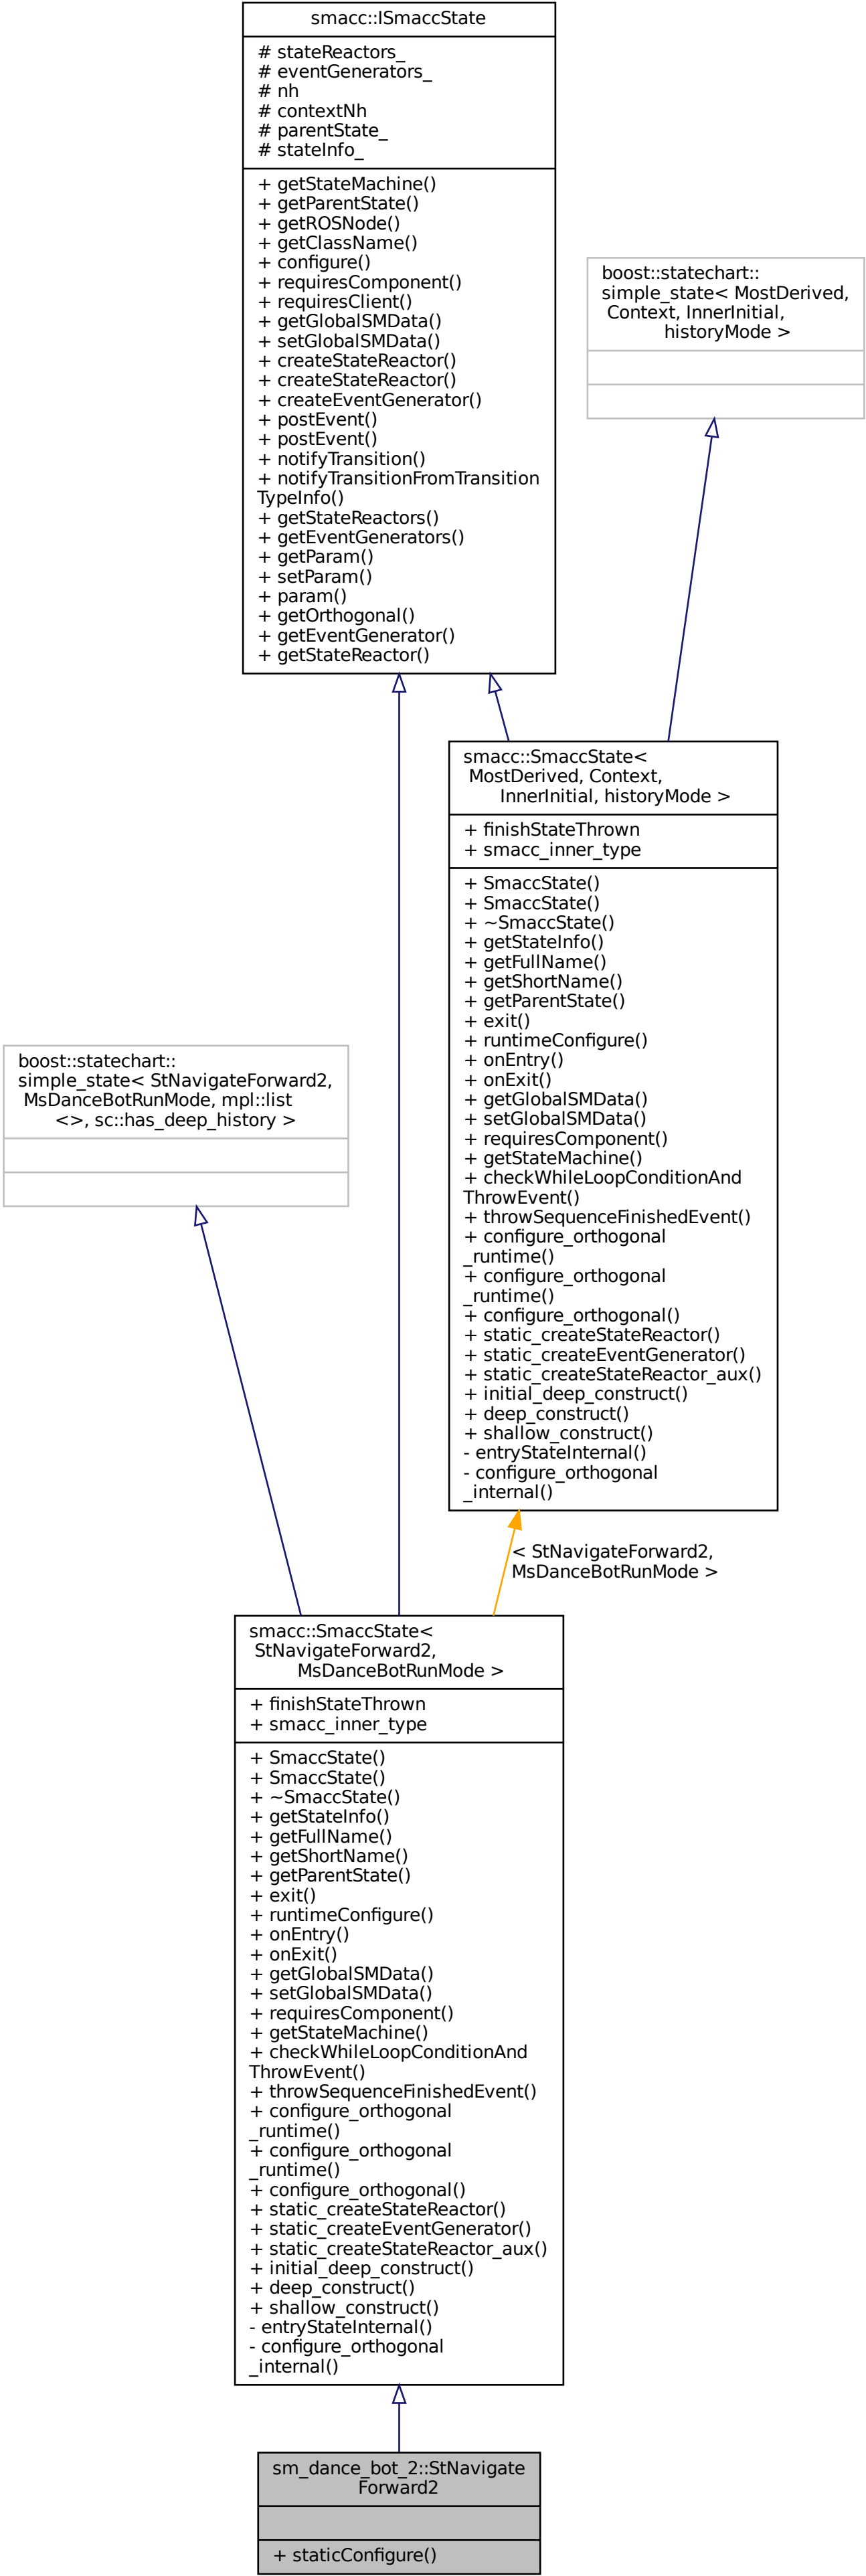 smacc::ISmaccState
# stateReactors_
# eventGenerators_
# nh
# contextNh
# parentState_
# stateInfo_
+ getStateMachine()
+ getParentState()
+ getROSNode()
+ getClassName()
+ configure()
+ requiresComponent()
+ requiresClient()
+ getGlobalSMData()
+ setGlobalSMData()
+ createStateReactor()
+ createStateReactor()
+ createEventGenerator()
+ postEvent()
+ postEvent()
+ notifyTransition()
+ notifyTransitionFromTransition
TypeInfo()
+ getStateReactors()
+ getEventGenerators()
+ getParam()
+ setParam()
+ param()
+ getOrthogonal()
+ getEventGenerator()
+ getStateReactor()
boost::statechart::
simple_state< MostDerived,
Context, InnerInitial,
historyMode >
smacc::SmaccState<
MostDerived, Context,
InnerInitial, historyMode >
+ finishStateThrown
+ smacc_inner_type
+ SmaccState()
+ SmaccState()
+ ~SmaccState()
+ getStateInfo()
+ getFullName()
+ getShortName()
+ getParentState()
+ exit()
+ runtimeConfigure()
+ onEntry()
+ onExit()
+ getGlobalSMData()
+ setGlobalSMData()
+ requiresComponent()
+ getStateMachine()
+ checkWhileLoopConditionAnd
ThrowEvent()
+ throwSequenceFinishedEvent()
+ configure_orthogonal
_runtime()
+ configure_orthogonal
_runtime()
+ configure_orthogonal()
+ static_createStateReactor()
+ static_createEventGenerator()
+ static_createStateReactor_aux()
+ initial_deep_construct()
+ deep_construct()
+ shallow_construct()
- entryStateInternal()
- configure_orthogonal
_internal()
boost::statechart::
simple_state< StNavigateForward2,
MsDanceBotRunMode, mpl::list
<>, sc::has_deep_history >
< StNavigateForward2,
MsDanceBotRunMode >
smacc::SmaccState<
StNavigateForward2,
MsDanceBotRunMode >
+ finishStateThrown
+ smacc_inner_type
+ SmaccState()
+ SmaccState()
+ ~SmaccState()
+ getStateInfo()
+ getFullName()
+ getShortName()
+ getParentState()
+ exit()
+ runtimeConfigure()
+ onEntry()
+ onExit()
+ getGlobalSMData()
+ setGlobalSMData()
+ requiresComponent()
+ getStateMachine()
+ checkWhileLoopConditionAnd
ThrowEvent()
+ throwSequenceFinishedEvent()
+ configure_orthogonal
_runtime()
+ configure_orthogonal
_runtime()
+ configure_orthogonal()
+ static_createStateReactor()
+ static_createEventGenerator()
+ static_createStateReactor_aux()
+ initial_deep_construct()
+ deep_construct()
+ shallow_construct()
- entryStateInternal()
- configure_orthogonal
_internal()
sm_dance_bot_2::StNavigate
Forward2
+ staticConfigure()